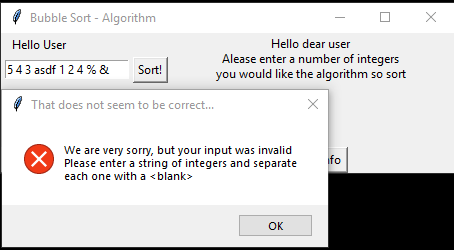 Bubble Sort - Algorithm
Hello User
5 4 3 asdf 1 2 4 % &
Sort!
Hello dear user
Alease enter a number of integers
you would like the algorithm so sort
That does not seem to be correct...
We are very sorry, but your input was invalid
Please enter a string of integers and separate
each one with a <blank>
OK